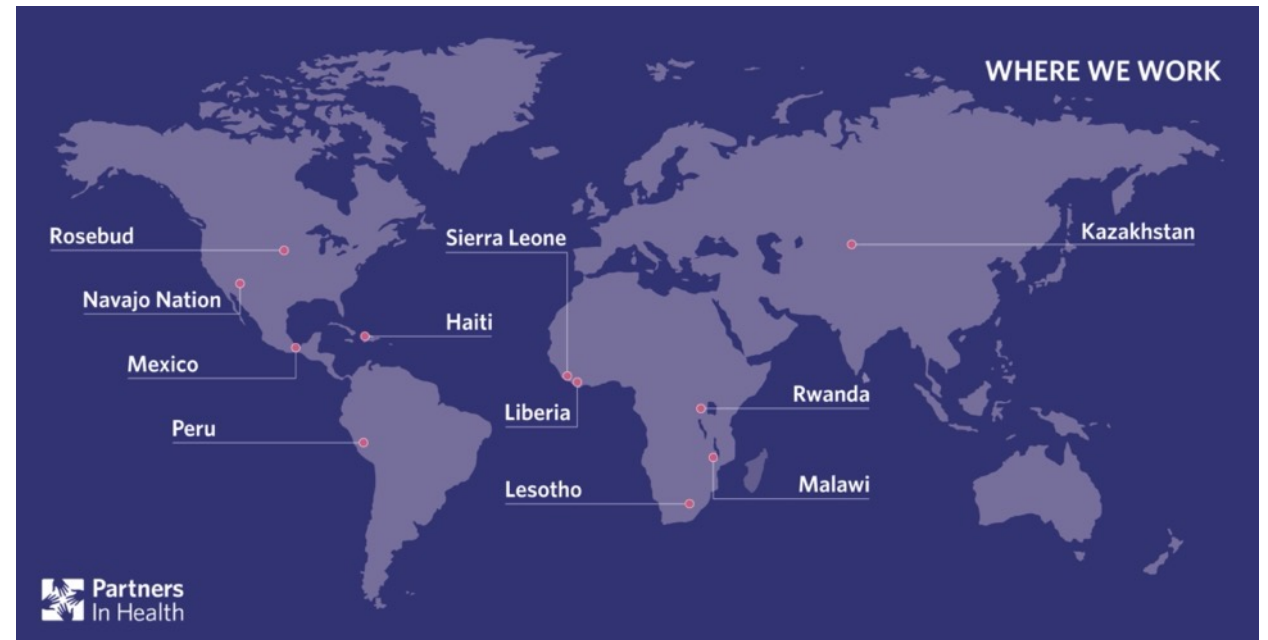 WHERE WE WORK
Rosebud
Sierra Leone
Kazakhstan
Navajo Nation
Haiti
Mexico
Rwanda
Liberia
Peru
Malawi
Lesotho
Partners
In Health